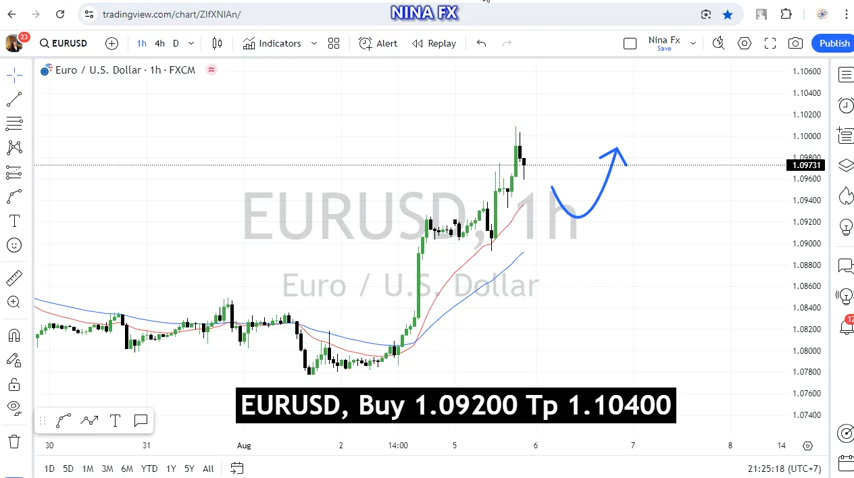 NINA FX
tradingview.com/chart/ZIfXNIAn/
23
EURUSD
1h
4h
D
Indicators
Alert
Replay
Nina Fx
Save
Publish
Euro / U.S. Dollar · 1h · FXCM
EURUSD, 1h
Euro / U.S. Dollar
1.10600
1.10400
1.10200
1.10000
1.09800
1.09731
1.09600
1.09400
1.09200
1.09000
1.08800
1.08600
1.08400
1.08200
1.08000
1.07800
1.07600
1.07400
EURUSD, Buy 1.09200 Tp 1.10400
30
31
Aug
2
14:00
5
6
7
8
14
1D
5D
1M
3M
6M
YTD
1Y
5Y
All
21:25:18 (UTC+7)